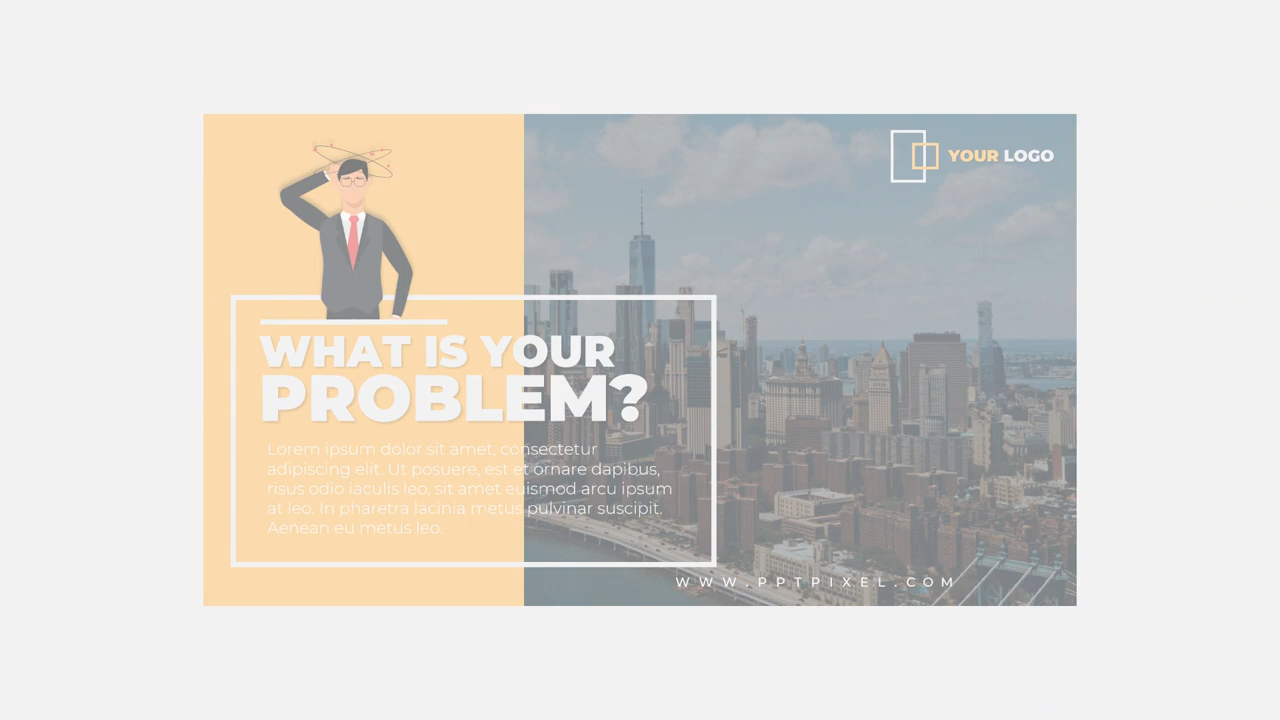 YOUR LOGO
WHAT IS YOUR
PROBLEM?
Lorem ipsum dolor sit amet, consectetur
adipiscing elit. Ut posuere, est et ornare dapibus,
risus odio iaculis leo, sit amet euismod arcu ipsum
at leo. In pharetra lacinia metus pulvinar suscipit.
Aenean eu metus leo.
WWW.PPTPIXEL.COM